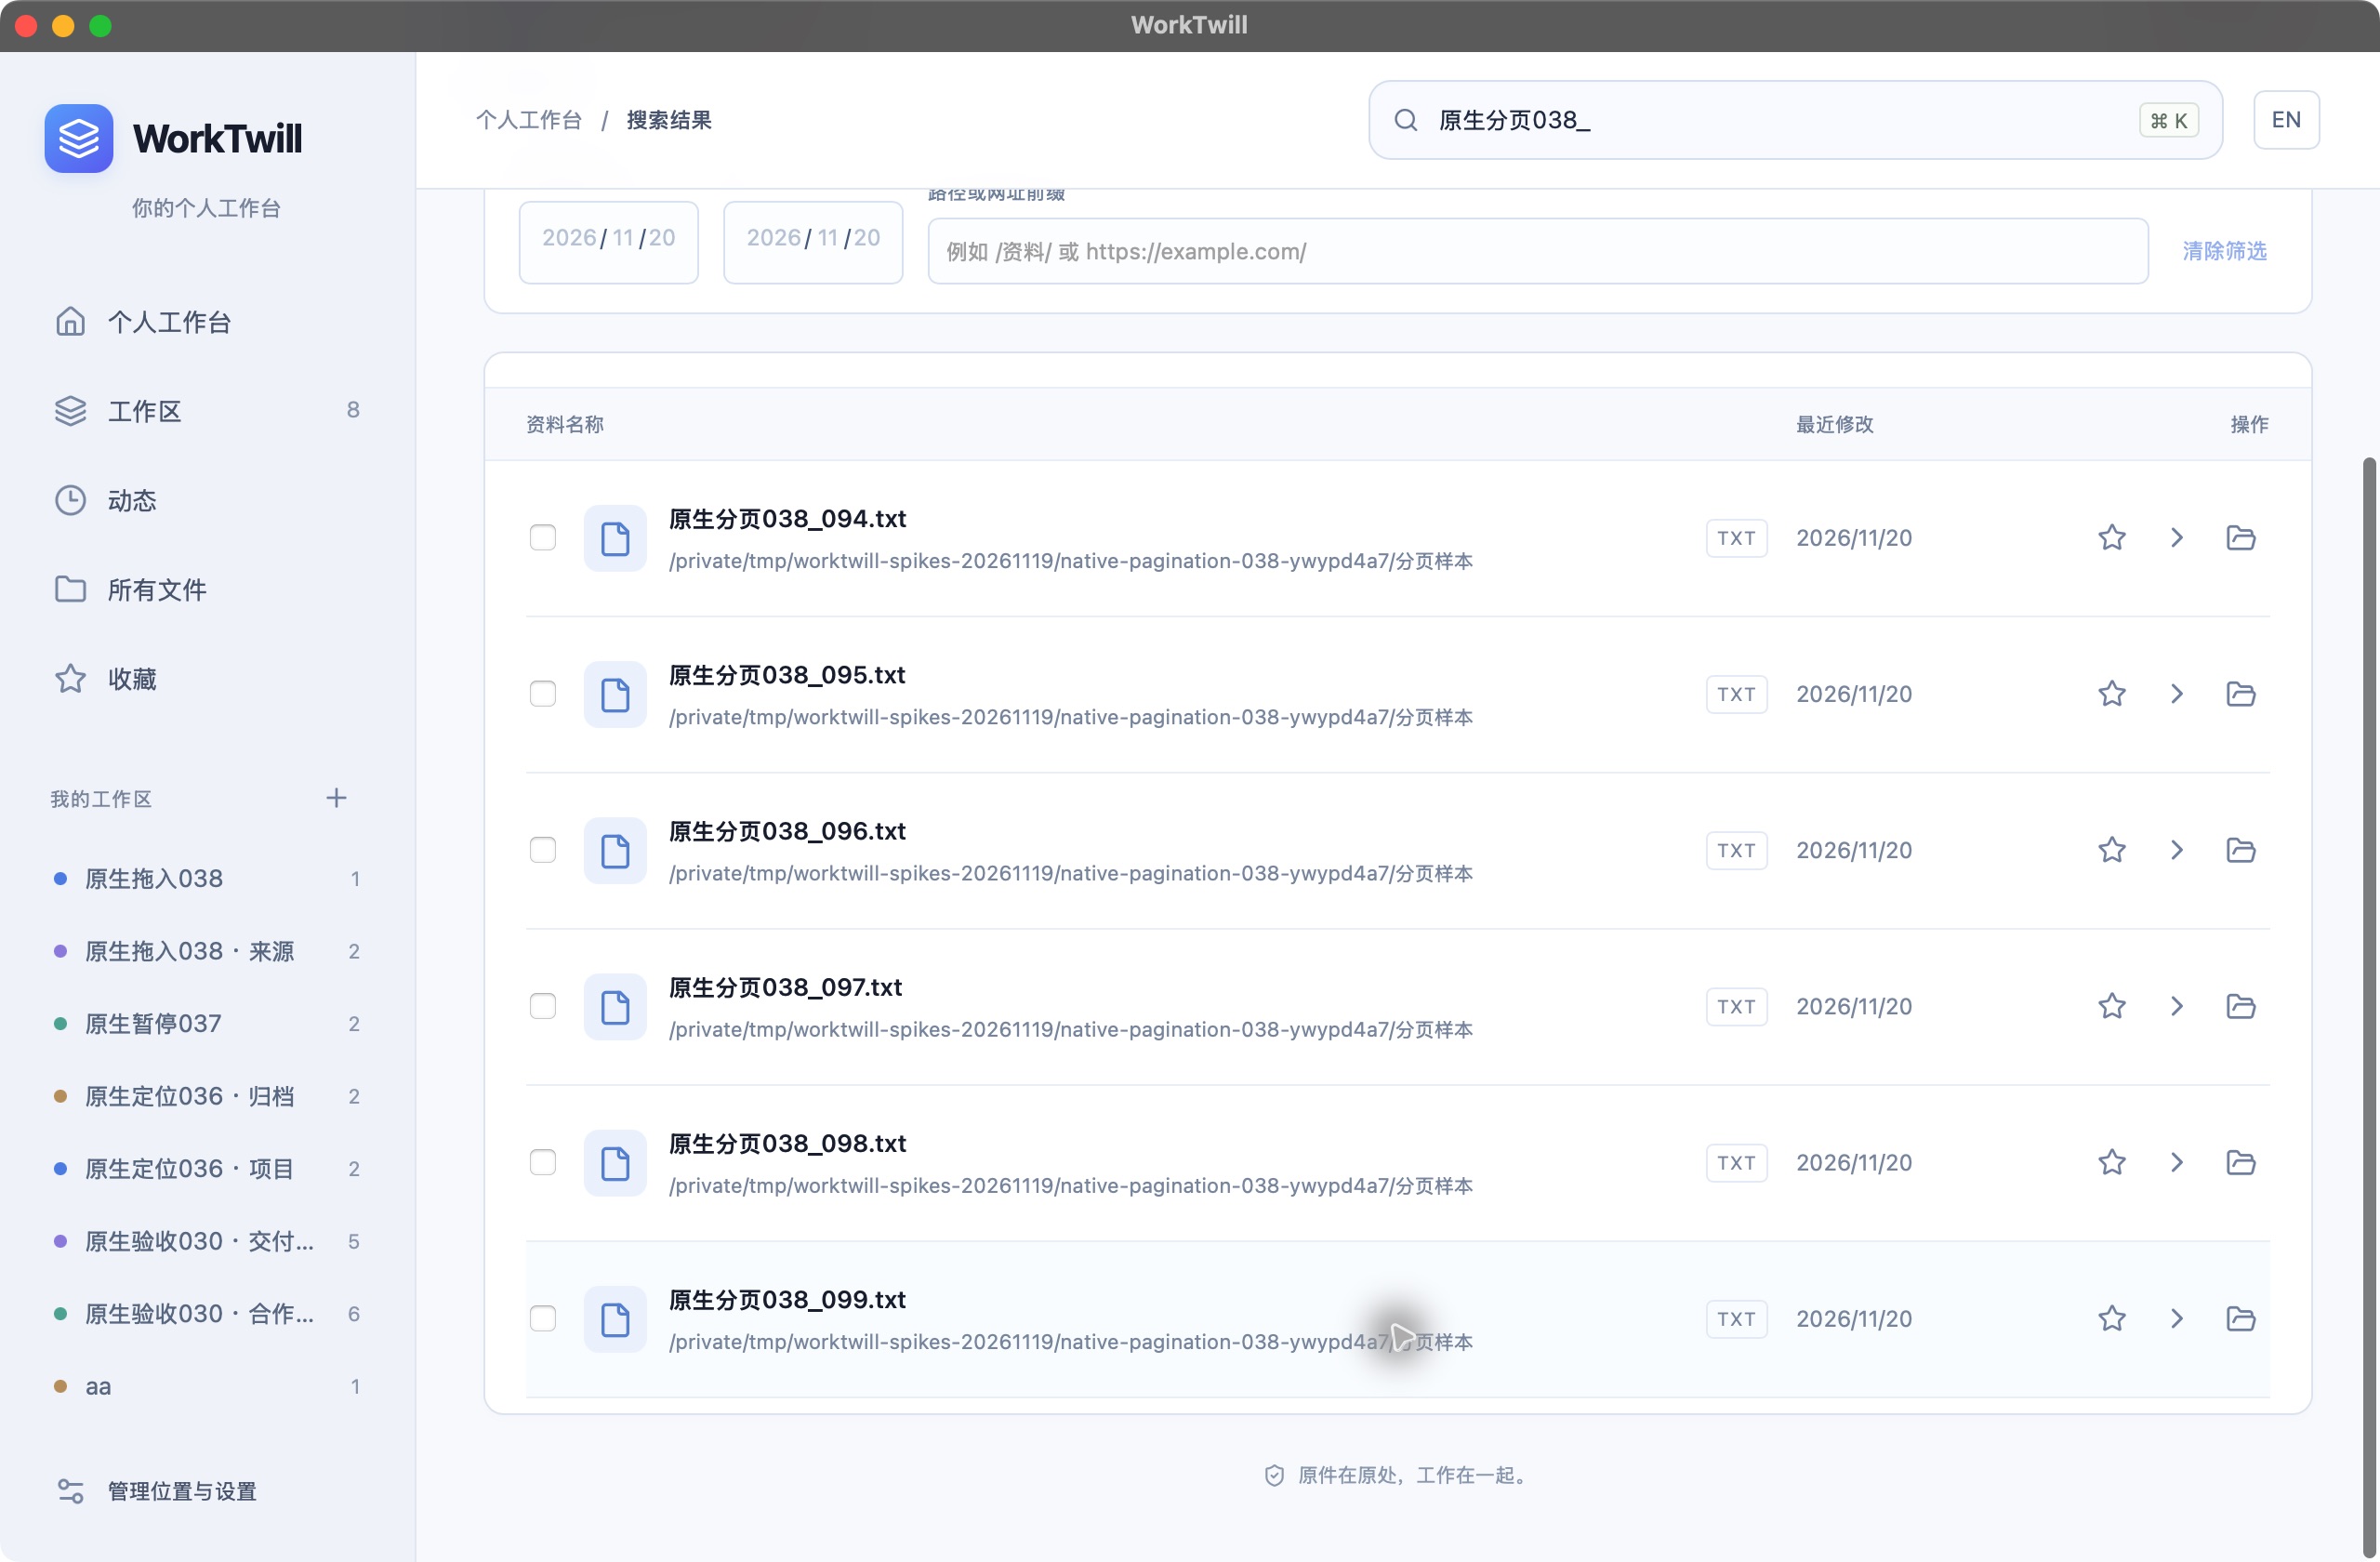 WorkTwill
WorkTwill
你的个人工作台
个人工作台
工作区 8
动态
所有文件
收藏
我的工作区
原生拖入038 1
原生拖入038 · 来源 2
原生暂停037 2
原生定位036 · 归档 2
原生定位036 · 项目 2
原生验收030 · 交付... 5
原生验收030 · 合作... 6
aa 1
管理位置与设置
个人工作台 / 搜索结果
原生分页038_ ⌘ K EN
路径或网址前缀
2026/11/20 2026/11/20 例如 /资料/ 或 https://example.com/ 清除筛选
资料名称 最近修改 操作
原生分页038_094.txt
/private/tmp/worktwill-spikes-20261119/native-pagination-038-ywypd4a7/分页样本
TXT 2026/11/20
原生分页038_095.txt
/private/tmp/worktwill-spikes-20261119/native-pagination-038-ywypd4a7/分页样本
TXT 2026/11/20
原生分页038_096.txt
/private/tmp/worktwill-spikes-20261119/native-pagination-038-ywypd4a7/分页样本
TXT 2026/11/20
原生分页038_097.txt
/private/tmp/worktwill-spikes-20261119/native-pagination-038-ywypd4a7/分页样本
TXT 2026/11/20
原生分页038_098.txt
/private/tmp/worktwill-spikes-20261119/native-pagination-038-ywypd4a7/分页样本
TXT 2026/11/20
原生分页038_099.txt
/private/tmp/worktwill-spikes-20261119/native-pagination-038-ywypd4a7/分页样本
TXT 2026/11/20
原件在原处，工作在一起。